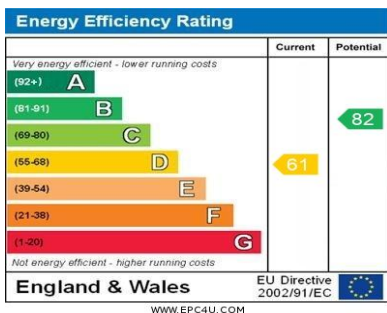 Energy Efficiency Rating
Current Potential
Very energy efficient - lower running costs
(92+) A
(81-91) B
(69-80) C
(55-68) D
(39-54) E
(21-38) F
(1-20) G
61
82
Not energy efficient - higher running costs
England & Wales
EU Directive
2002/91/EC
WWW.EPC4U.COM